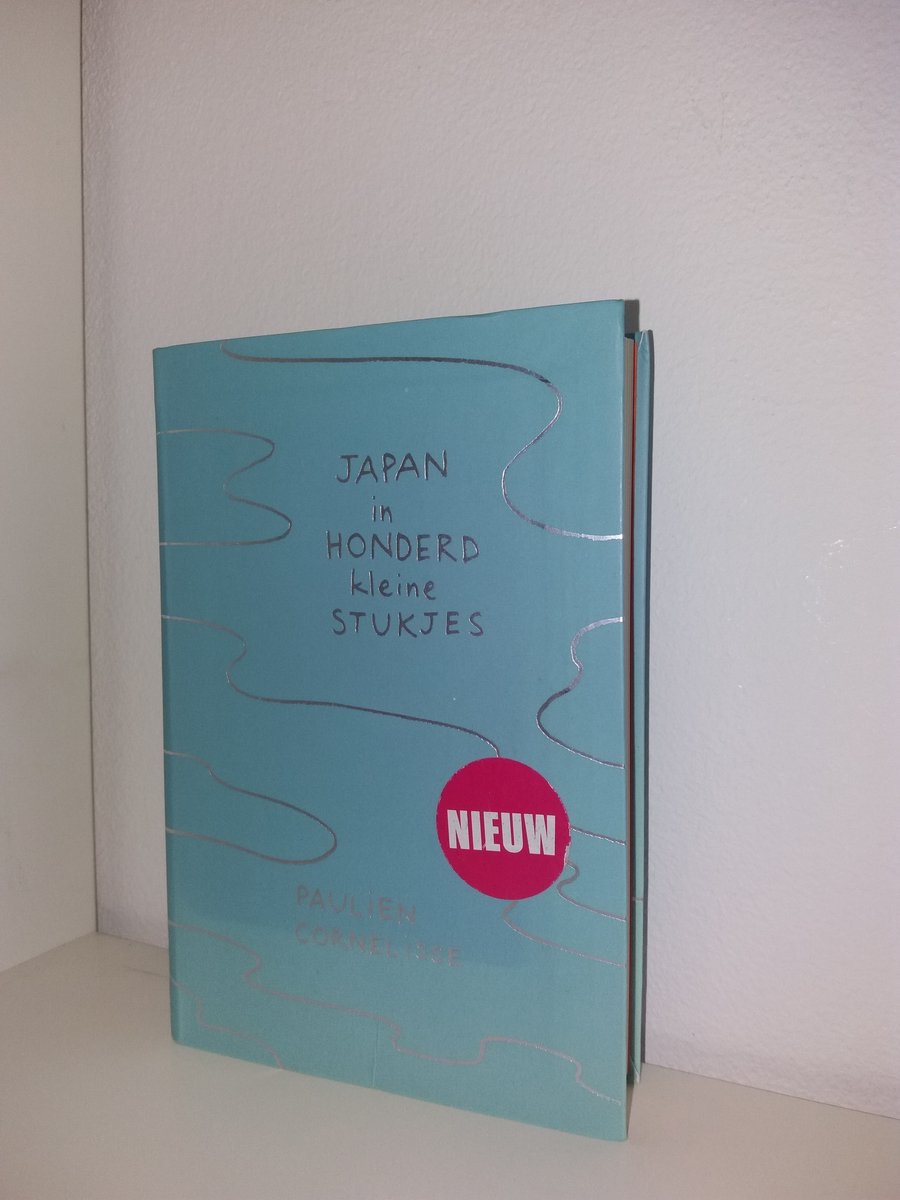 JAPAN
in
HONDERD
kleine
STUKJES
NIEUW
PAULIEN
CORNELISSE